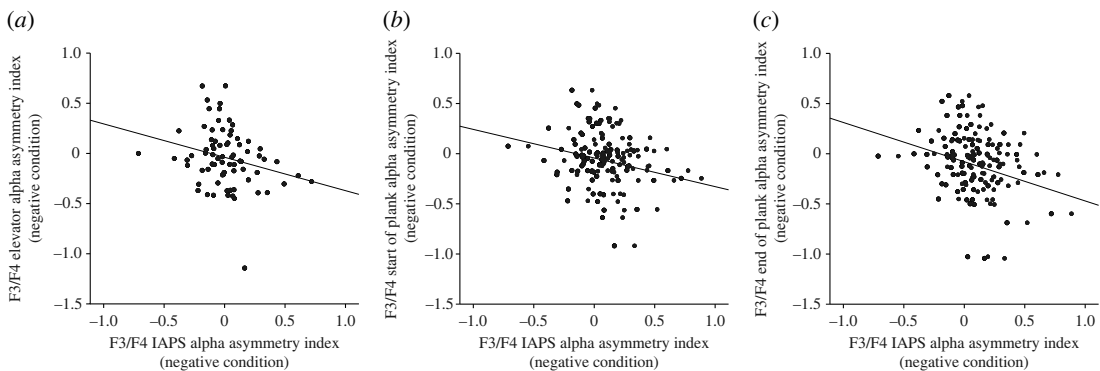 (a)
F3/F4 elevator alpha asymmetry index
(negative condition)
1.0
0.5
0
–0.5
–1.0
–1.5
–1.0
–0.5
0
0.5
1.0
F3/F4 IAPS alpha asymmetry index
(negative condition)
(b)
F3/F4 start of plank alpha asymmetry index
(negative condition)
1.0
0.5
0
–0.5
–1.0
–1.5
–1.0
–0.5
0
0.5
1.0
F3/F4 IAPS alpha asymmetry index
(negative condition)
(c)
F3/F4 end of plank alpha asymmetry index
(negative condition)
1.0
0.5
0
–0.5
–1.0
–1.5
–1.0
–0.5
0
0.5
1.0
F3/F4 IAPS alpha asymmetry index
(negative condition)